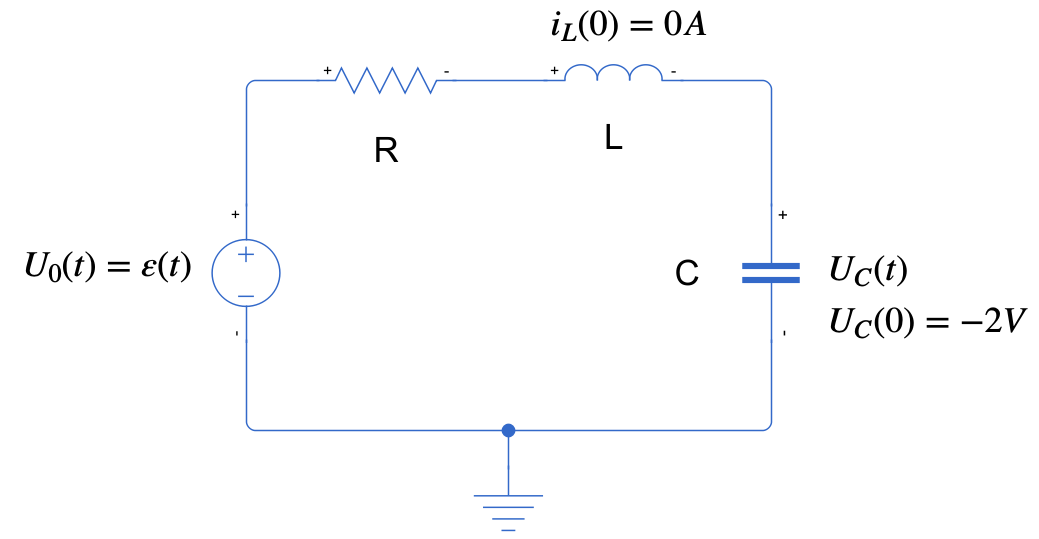 i_L(0) = 0A
+ - + -
R L
+ +
U_0(t) = ε(t) + − C U_C(t)
U_C(0) = −2V
- -